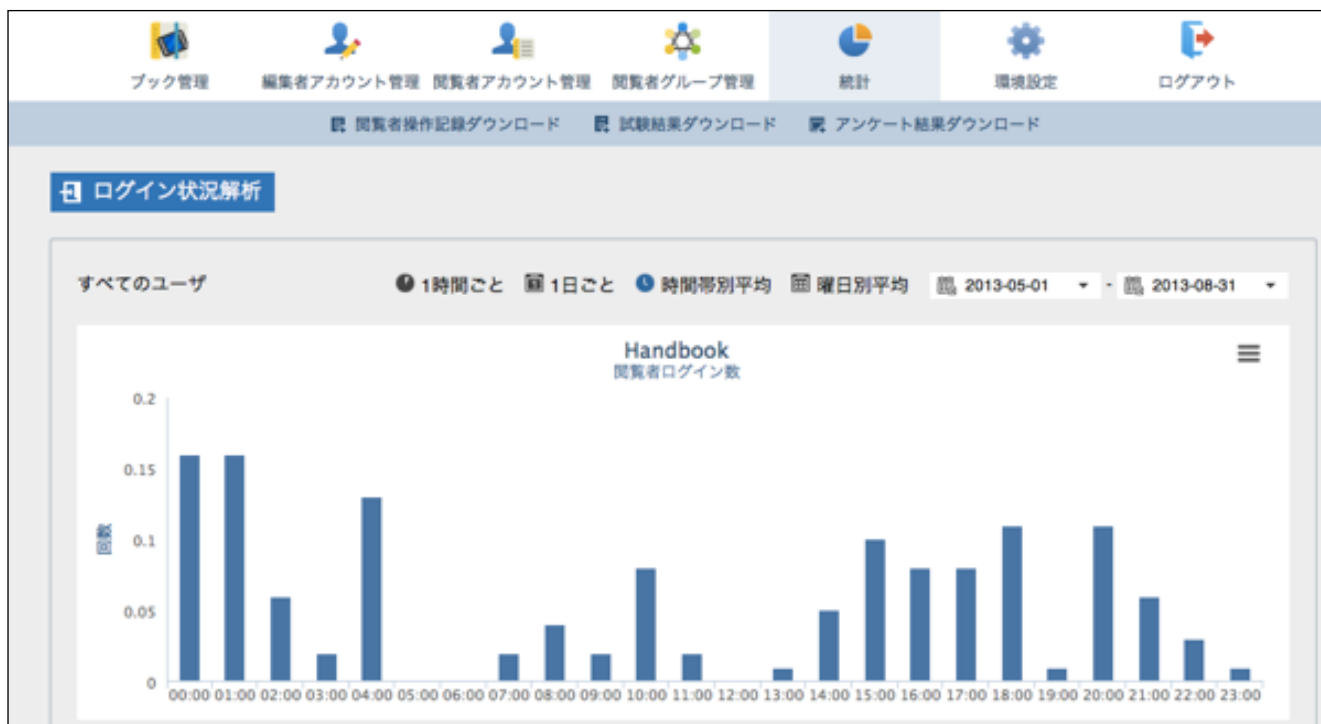 ブック管理 編集者アカウント管理 閲覧者アカウント管理 閲覧者グループ管理 統計 環境設定 ログアウト
閲覧者操作記録ダウンロード 試験結果ダウンロード アンケート結果ダウンロード
ログイン状況解析
すべてのユーザ 1時間ごと 1日ごと 時間帯別平均 曜日別平均 2013-05-01 - 2013-08-31
Handbook
閲覧者ログイン数
0.2
0.15
回数
0.1
0.05
0
00:00 01:00 02:00 03:00 04:00 05:00 06:00 07:00 08:00 09:00 10:00 11:00 12:00 13:00 14:00 15:00 16:00 17:00 18:00 19:00 20:00 21:00 22:00 23:00